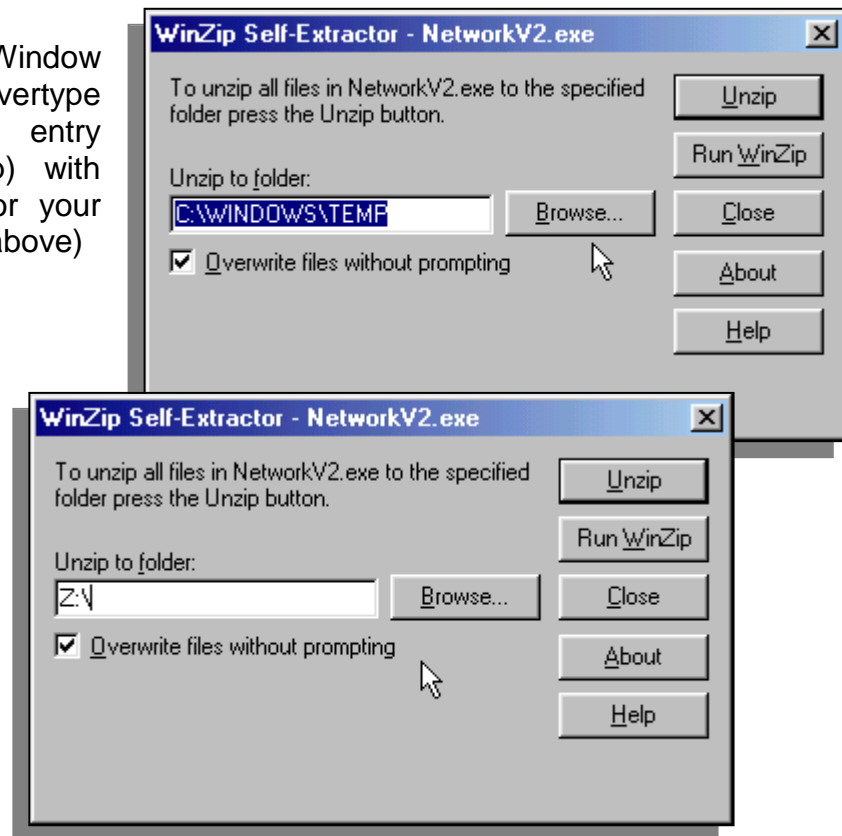 Window
vertype
entry
) with
or your
above)
WinZip Self-Extractor - NetworkV2.exe
To unzip all files in NetworkV2.exe to the specified
folder press the Unzip button.
Unzip to folder:
C:\WINDOWS\TEMP
Browse...
Overwrite files without prompting
Unzip
Run WinZip
Close
About
Help
WinZip Self-Extractor - NetworkV2.exe
To unzip all files in NetworkV2.exe to the specified
folder press the Unzip button.
Unzip to folder:
Z:\
Browse...
Overwrite files without prompting
Unzip
Run WinZip
Close
About
Help